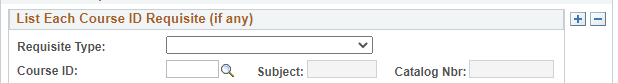 List Each Course ID Requisite (if any)
Requisite Type:
Course ID: Subject: Catalog Nbr: